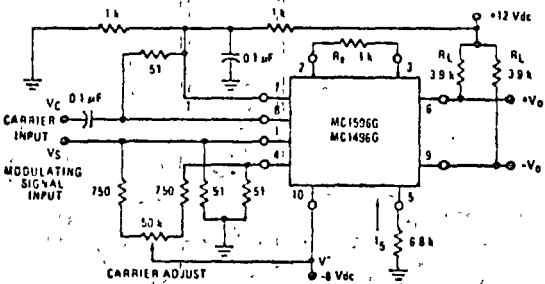 1 k
1 k
+12 Vdc
51
0.1 µF
2
Re 1 k
3
RL
3.9 k
RL
3.9 k
7
0.1 µF
VC
CARRIER
INPUT
8
MC1596G
MC1496G
6
+Vo
VS
1
MODULATING
SIGNAL
INPUT
4
9
-Vo
750
750
51
51
10
5
50 k
I5
6.8 k
V-
CARRIER ADJUST
-8 Vdc